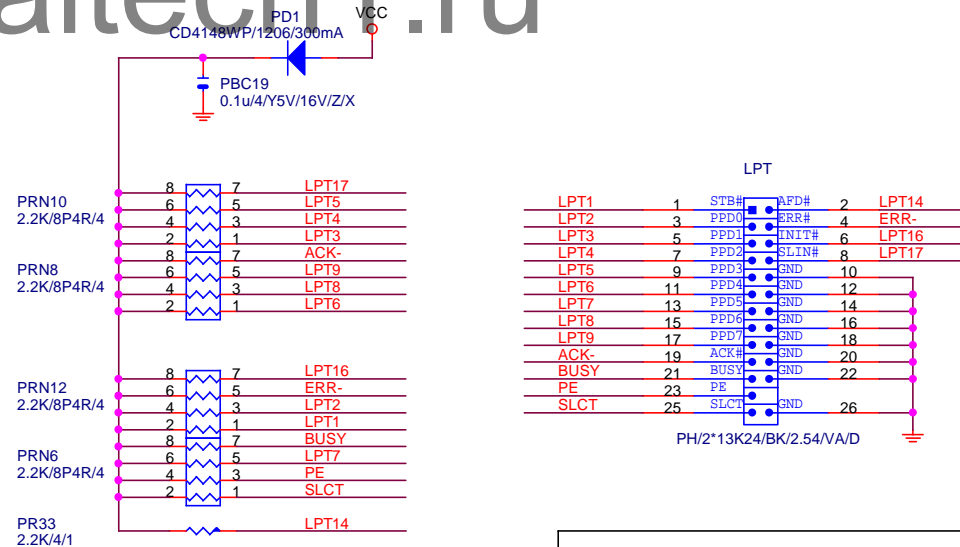 altech1.ru
PD1
VCC
CD4148WP/1206/300mA
PBC19
0.1u/4/Y5V/16V/Z/X
PRN10
2.2K/8P4R/4
8 7 LPT17
6 5 LPT5
4 3 LPT4
2 1 LPT3
PRN8
2.2K/8P4R/4
8 7 ACK-
6 5 LPT9
4 3 LPT8
2 1 LPT6
PRN12
2.2K/8P4R/4
8 7 LPT16
6 5 ERR-
4 3 LPT2
2 1 LPT1
PRN6
2.2K/8P4R/4
8 7 BUSY
6 5 LPT7
4 3 PE
2 1 SLCT
PR33
2.2K/4/1
LPT14
LPT
LPT1 1 STB# AFD# 2 LPT14
LPT2 3 PPD0 ERR# 4 ERR-
LPT3 5 PPD1 INIT# 6 LPT16
LPT4 7 PPD2 SLIN# 8 LPT17
LPT5 9 PPD3 GND 10
LPT6 11 PPD4 GND 12
LPT7 13 PPD5 GND 14
LPT8 15 PPD6 GND 16
LPT9 17 PPD7 GND 18
ACK- 19 ACK# GND 20
BUSY 21 BUSY GND 22
PE 23 PE
SLCT 25 SLCT GND 26
PH/2*13K24/BK/2.54/VA/D